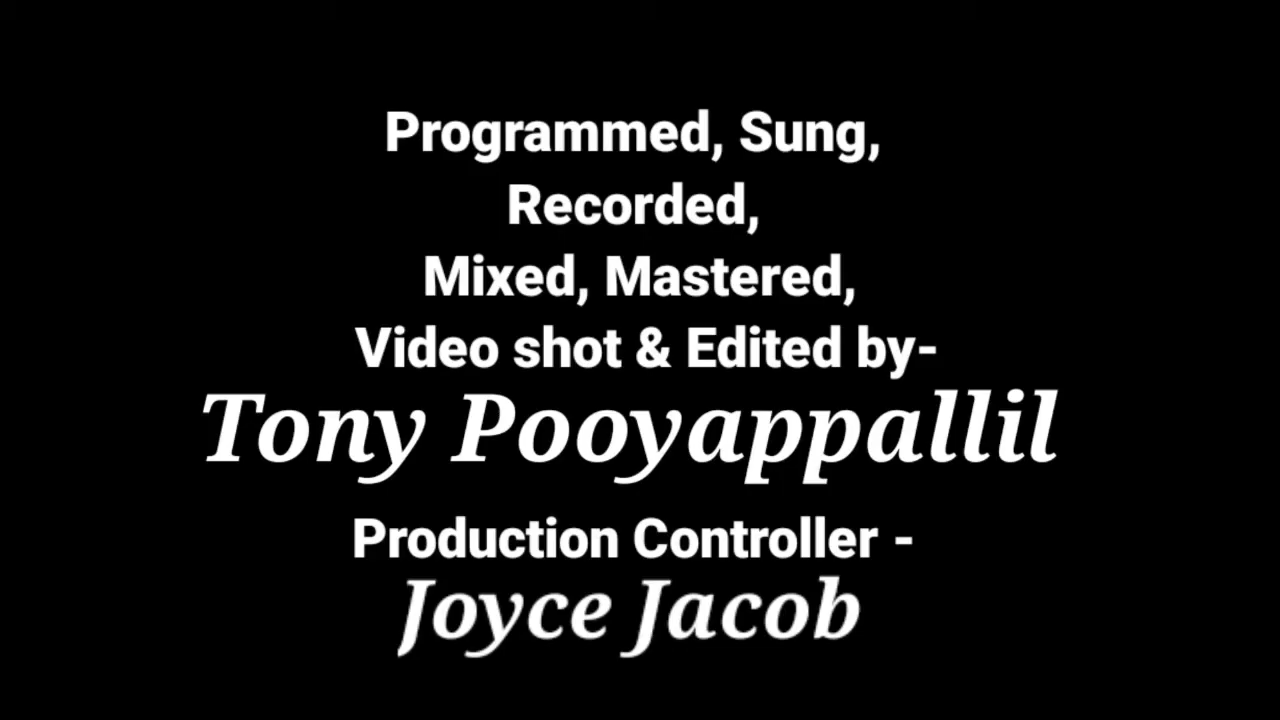 Programmed, Sung,
Recorded,
Mixed, Mastered,
Video shot & Edited by-
Tony Pooyappallil
Production Controller -
Joyce Jacob